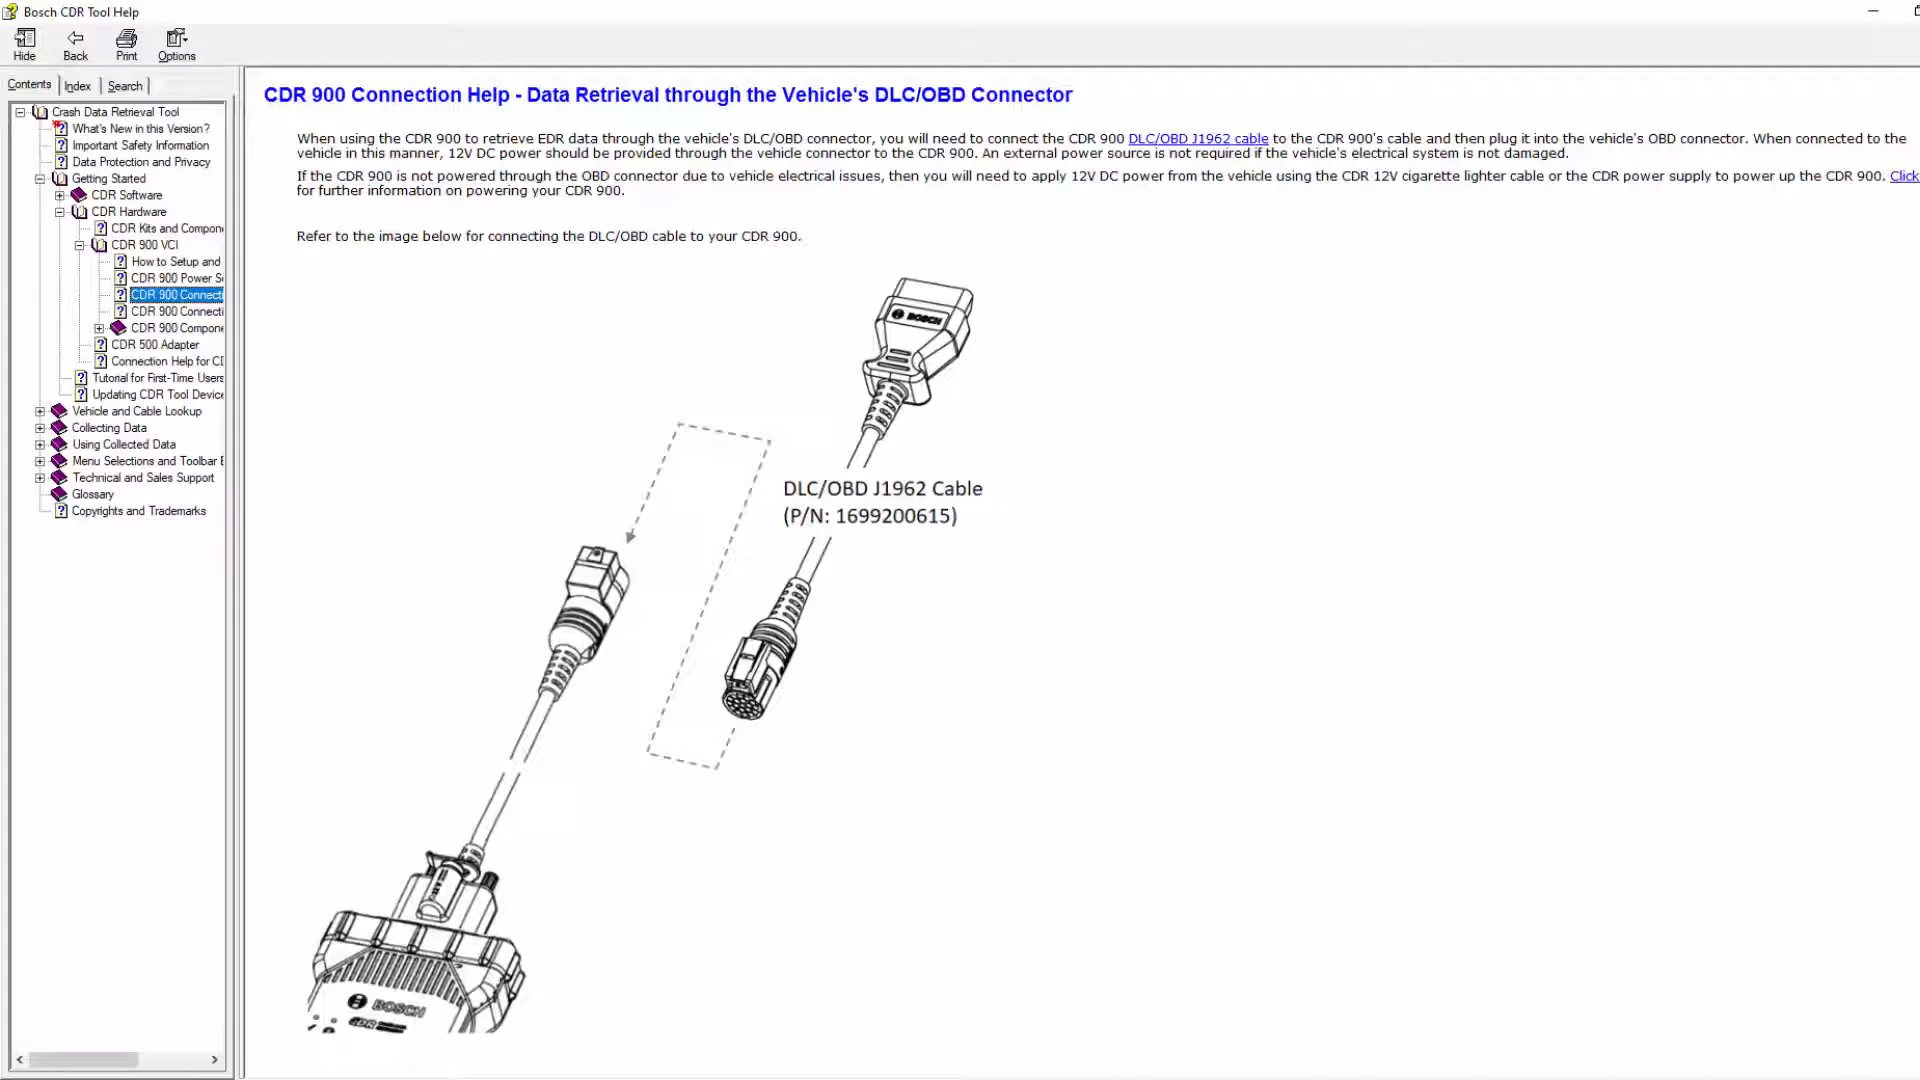 Bosch CDR Tool Help
Hide
Back
Print
Options
Contents
Index
Search
Crash Data Retrieval Tool
What's New in this Version?
Important Safety Information
Data Protection and Privacy
Getting Started
CDR Software
CDR Hardware
CDR Kits and Compon
CDR 900 VCI
How to Setup and
CDR 900 Power S
CDR 900 Connecti
CDR 900 Connecti
CDR 900 Compone
CDR 500 Adapter
Connection Help for CD
Tutorial for First-Time Users
Updating CDR Tool Device
Vehicle and Cable Lookup
Collecting Data
Using Collected Data
Menu Selections and Toolbar B
Technical and Sales Support
Glossary
Copyrights and Trademarks
CDR 900 Connection Help - Data Retrieval through the Vehicle's DLC/OBD Connector
When using the CDR 900 to retrieve EDR data through the vehicle's DLC/OBD connector, you will need to connect the CDR 900 DLC/OBD J1962 cable to the CDR 900's cable and then plug it into the vehicle's OBD connector. When connected to the
vehicle in this manner, 12V DC power should be provided through the vehicle connector to the CDR 900. An external power source is not required if the vehicle's electrical system is not damaged.
If the CDR 900 is not powered through the OBD connector due to vehicle electrical issues, then you will need to apply 12V DC power from the vehicle using the CDR 12V cigarette lighter cable or the CDR power supply to power up the CDR 900. Click
for further information on powering your CDR 900.
Refer to the image below for connecting the DLC/OBD cable to your CDR 900.
BOSCH
DLC/OBD J1962 Cable
(P/N: 1699200615)
BOSCH
CDR